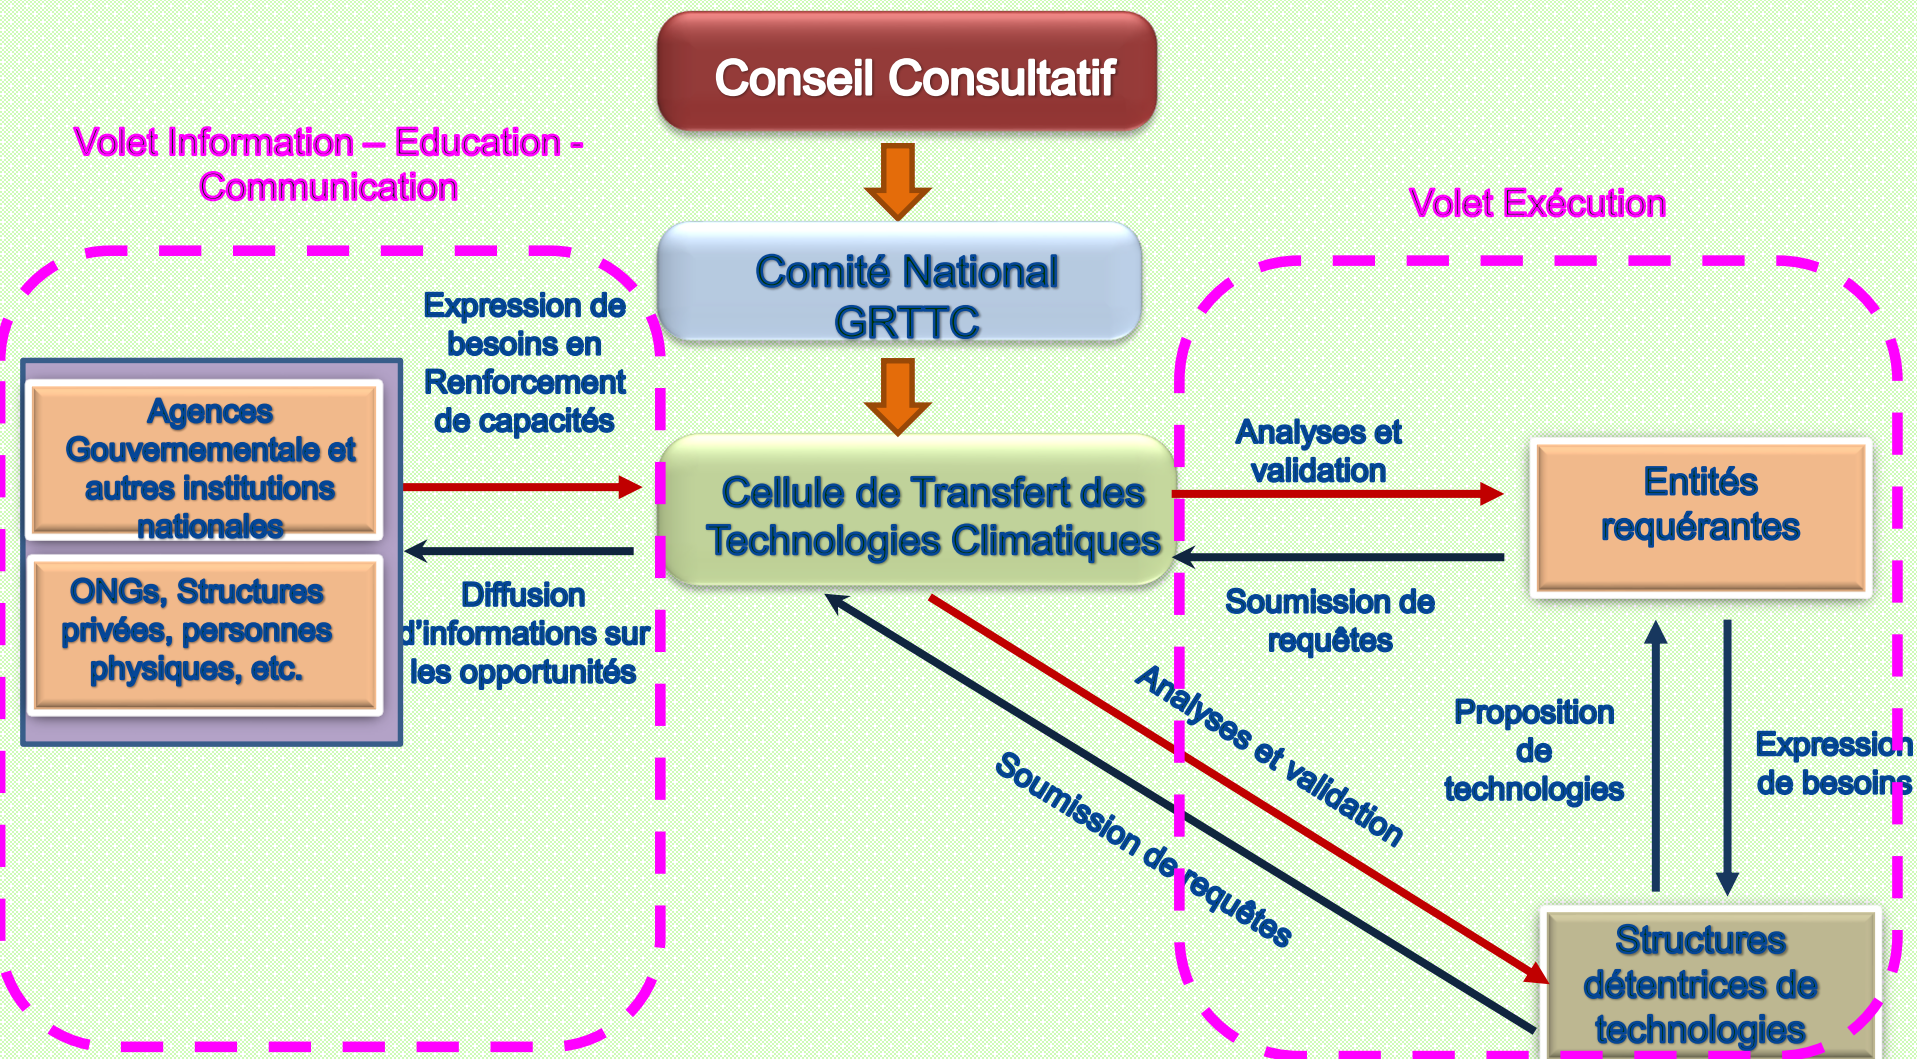 Conseil Consultatif
Volet Information – Education -
Communication
Volet Exécution
Comité National
GRTTC
Expression de
besoins en
Renforcement
de capacités
Agences
Gouvernementale et
autres institutions
nationales
ONGs, Structures
privées, personnes
physiques, etc.
Diffusion
d’informations sur
les opportunités
Cellule de Transfert des
Technologies Climatiques
Analyses et
validation
Entités
requérantes
Soumission de
requêtes
Analyses et validation
Soumission de requêtes
Proposition
de
technologies
Expression
de besoins
Structures
détentrices de
technologies